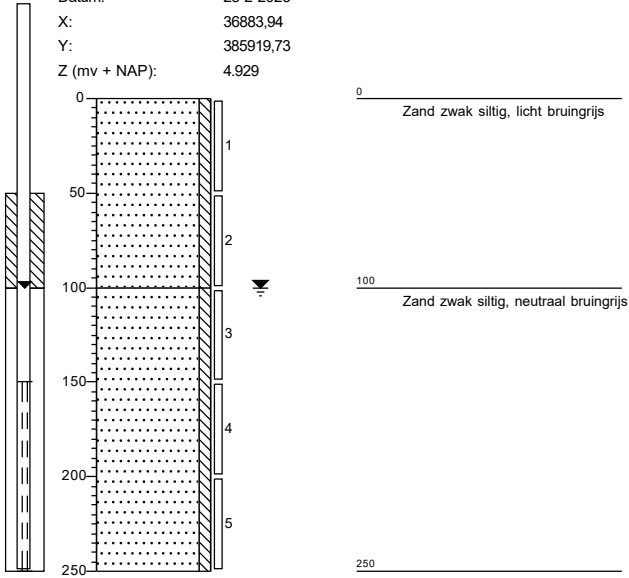 X: 36883,94
Y: 385919,73
Z (mv + NAP): 4.929
0
0
Zand zwak siltig, licht bruingrijs
1
50
2
100
100
Zand zwak siltig, neutraal bruingrijs
3
150
4
200
5
250
250